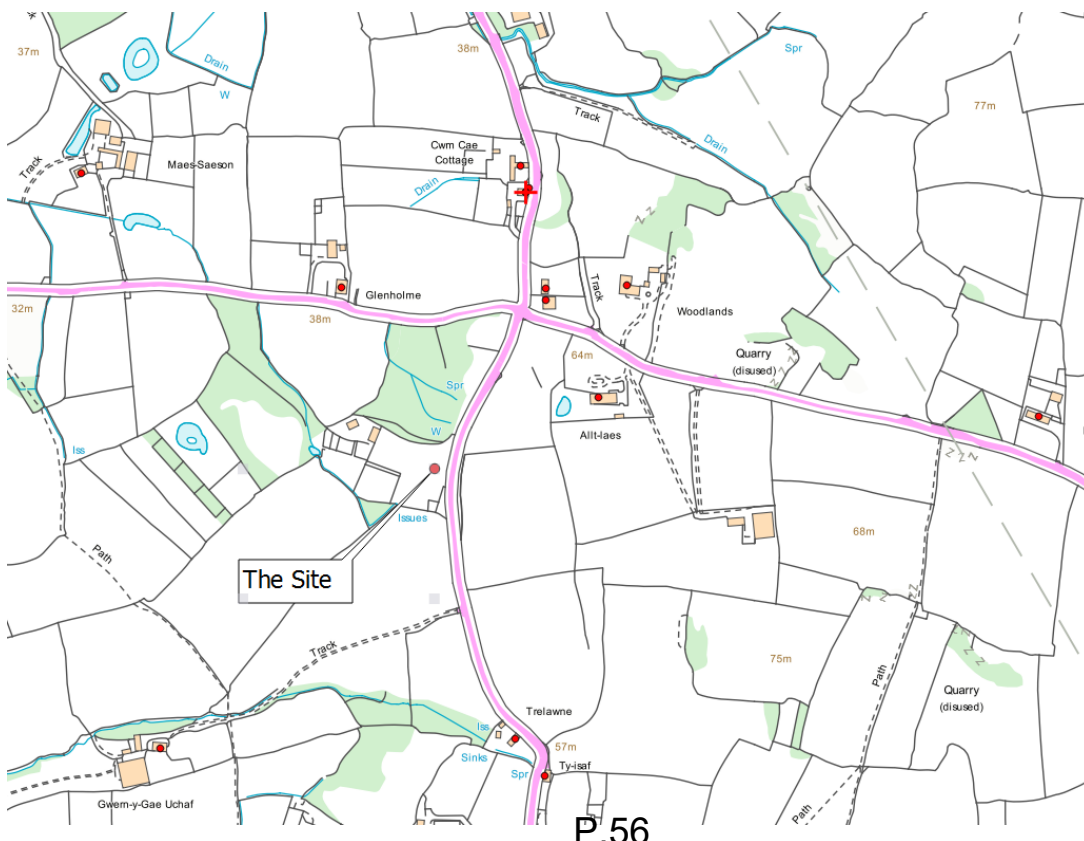 37m
38m
Spr
Drain
W
77m
Track
Cwm Cae
Cottage
Drain
Track
Maes-Saeson
Drain
Track
Glenholme
32m
38m
Woodlands
64m
Quarry
(disused)
Spr
W
Allt-laes
Iss
Issues
68m
Path
The Site
Track
75m
Path
Quarry
(disused)
Trelawne
Iss
57m
Sinks
Spr
Ty-isaf
Gwern-y-Gae Uchaf
Path
P.56